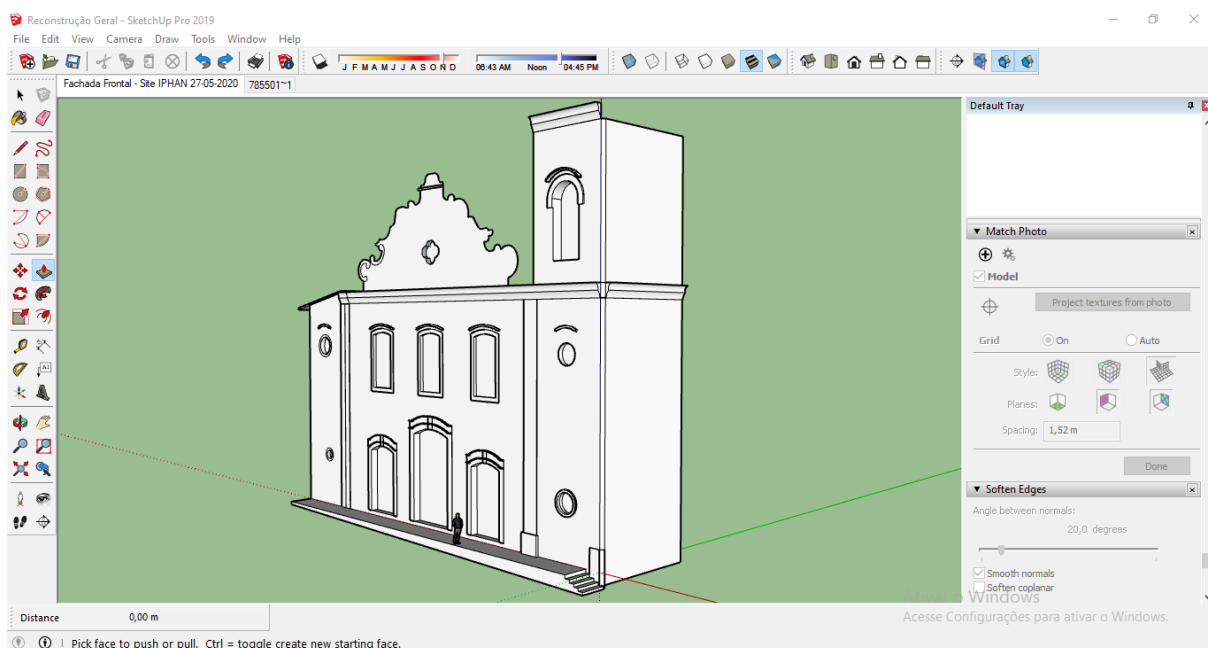 Reconstrução Geral - SketchUp Pro 2019
File Edit View Camera Draw Tools Window Help
J F M A M J J A S O N D 06:43 AM Noon 04:45 PM
Fachada Frontal - Site IPHAN 27-05-2020 785501~1
Default Tray
Match Photo
Model
Project textures from photo
Grid On Auto
Style:
Planes:
Spacing: 1,52 m
Done
Soften Edges
Angle between normals:
20,0 degrees
Smooth normals
Soften coplanar
Ativar o Windows
Acesse Configurações para ativar o Windows.
Distance 0,00 m
Pick face to push or pull. Ctrl = toggle create new starting face.